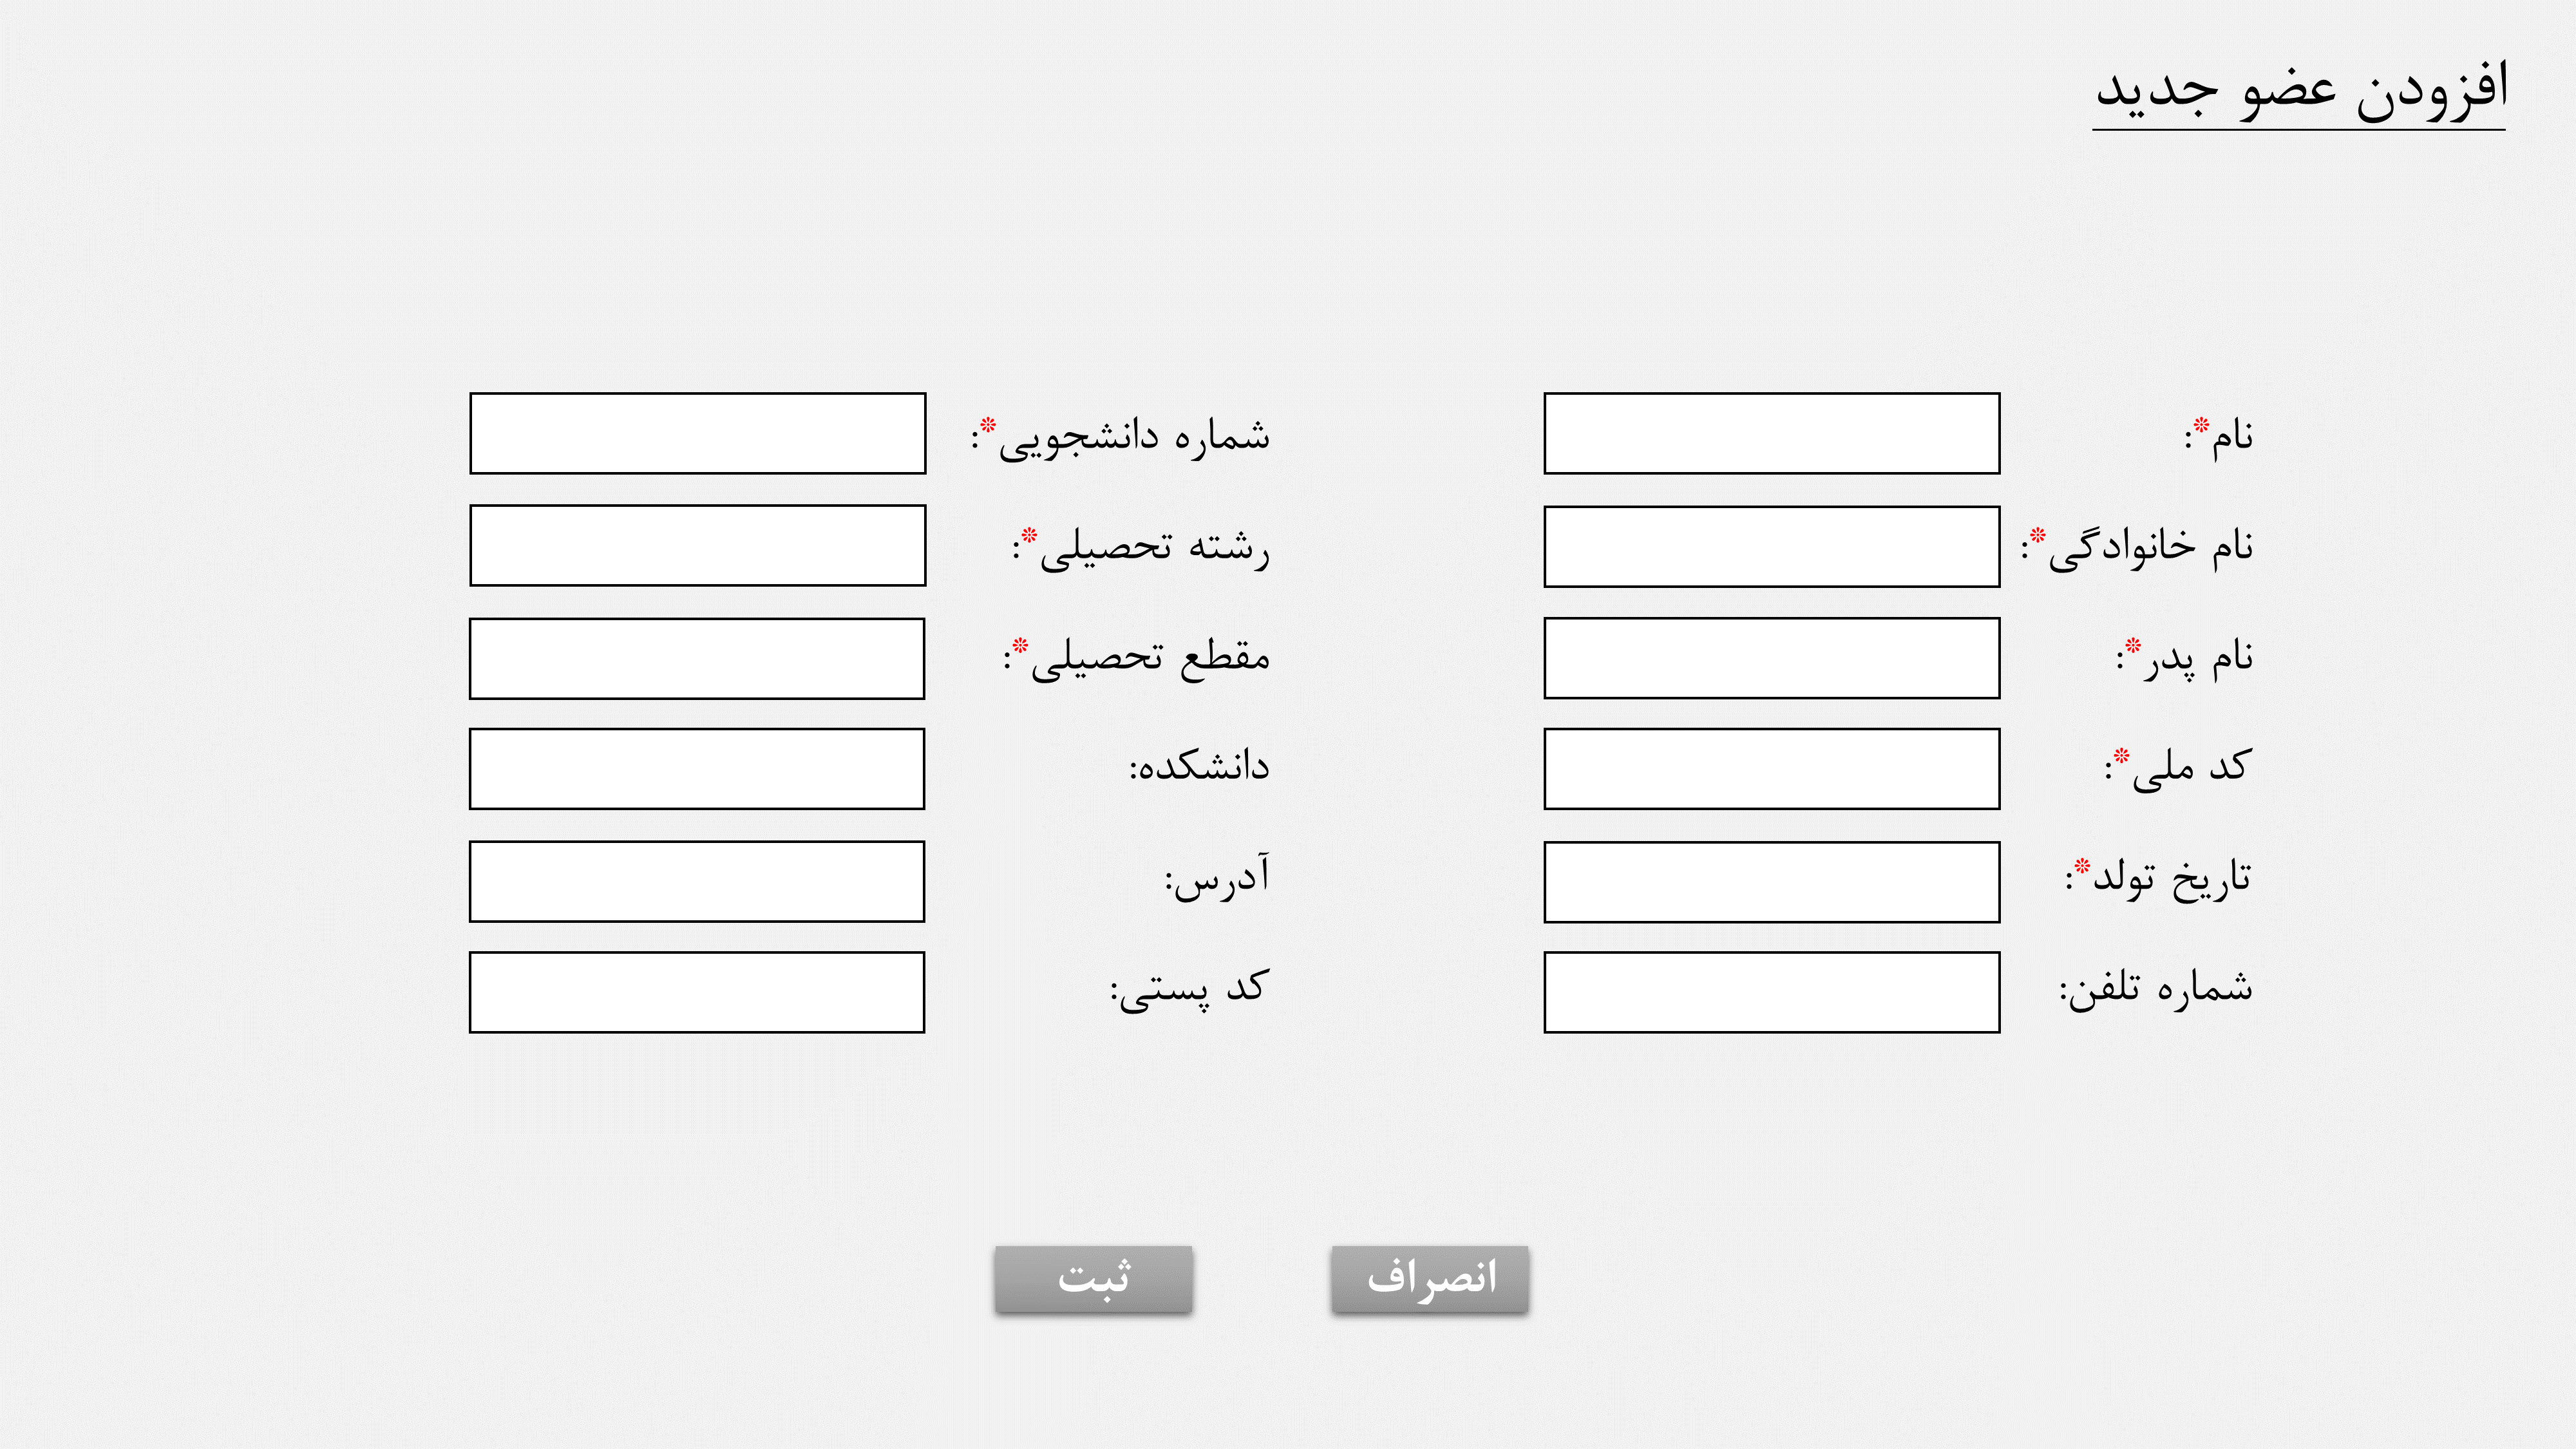 افزودن عضو جدید
نام*:
نام خانوادگی*:
نام پدر*:
کد ملی*:
تاریخ تولد*:
شماره تلفن:
شماره دانشجویی*:
رشته تحصیلی*:
مقطع تحصیلی*:
دانشکده:
آدرس:
کد پستی:
انصراف
ثبت